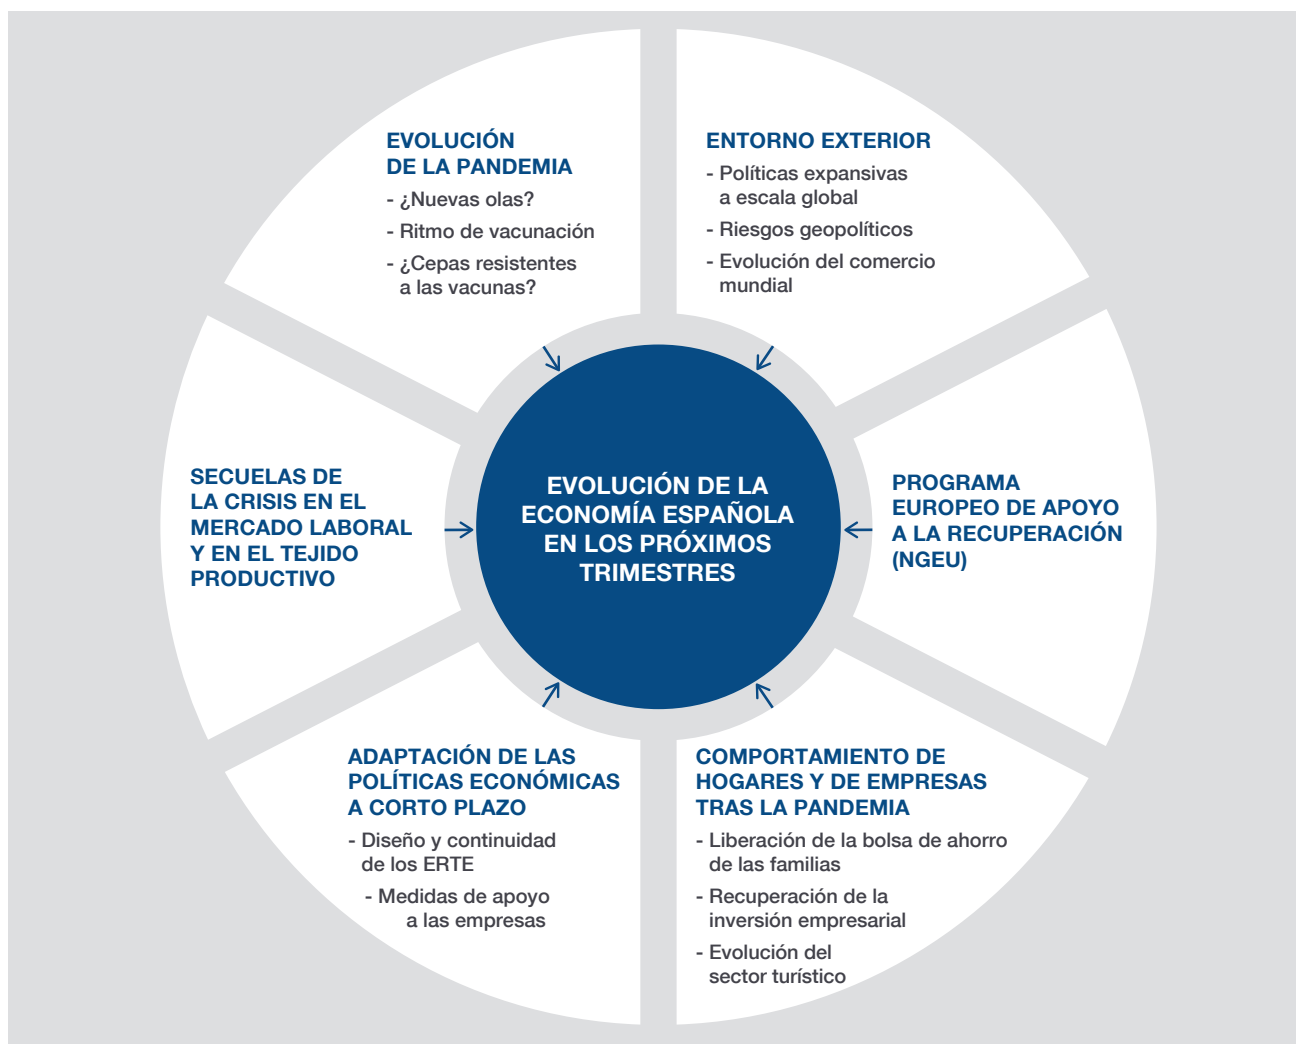 EVOLUCIÓN
DE LA PANDEMIA
- ¿Nuevas olas?
- Ritmo de vacunación
- ¿Cepas resistentes
a las vacunas?
ENTORNO EXTERIOR
- Políticas expansivas
a escala global
- Riesgos geopolíticos
- Evolución del comercio
mundial
SECUELAS DE
LA CRISIS EN EL
MERCADO LABORAL
Y EN EL TEJIDO
PRODUCTIVO
EVOLUCIÓN DE LA
ECONOMÍA ESPAÑOLA
EN LOS PRÓXIMOS
TRIMESTRES
PROGRAMA
EUROPEO DE APOYO
A LA RECUPERACIÓN
(NGEU)
ADAPTACIÓN DE LAS
POLÍTICAS ECONÓMICAS
A CORTO PLAZO
- Diseño y continuidad
de los ERTE
- Medidas de apoyo
a las empresas
COMPORTAMIENTO DE
HOGARES Y DE EMPRESAS
TRAS LA PANDEMIA
- Liberación de la bolsa de ahorro
de las familias
- Recuperación de la
inversión empresarial
- Evolución del
sector turístico